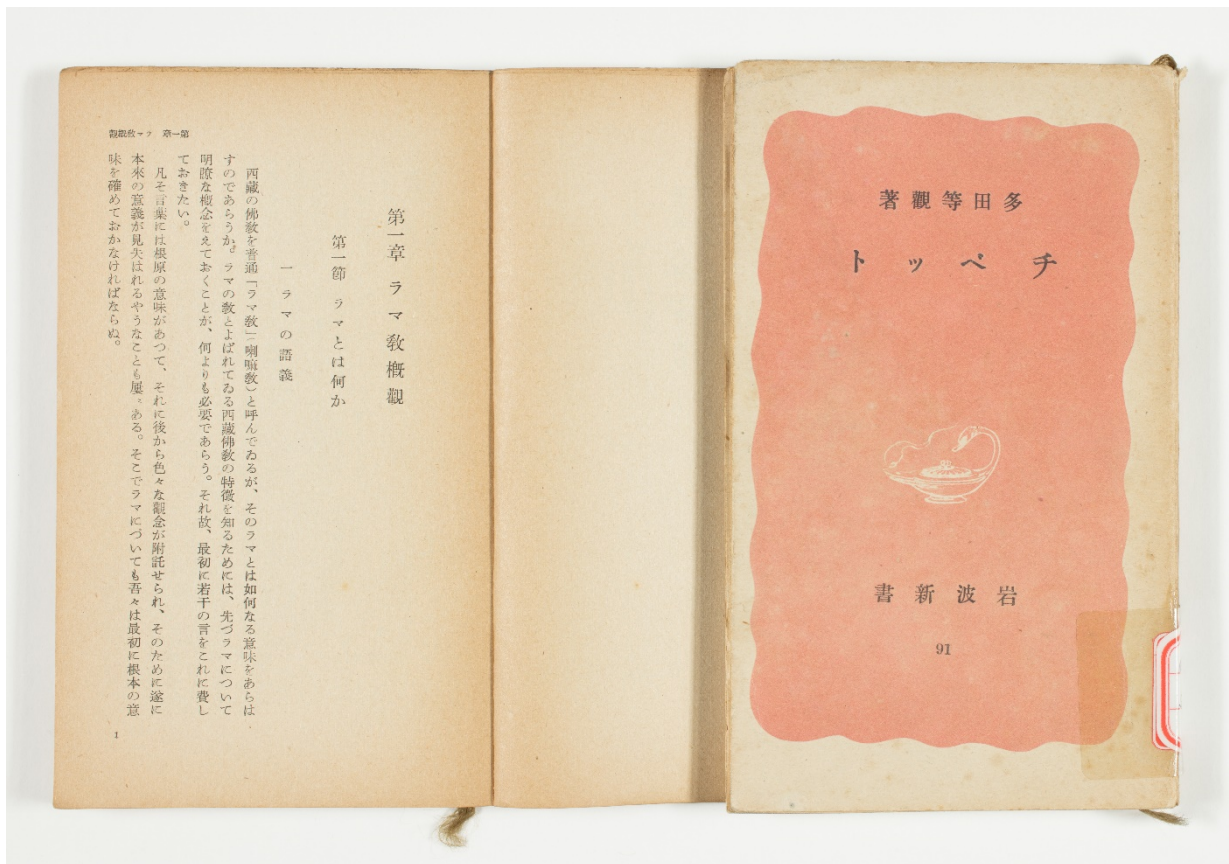 多田等觀著
チベット
岩波新書
91
第一章 ラマ教概觀
第一節 ラマとは何か
一 ラマの語義
西藏の佛教を普通「ラマ教」(喇嘛教)と呼んでゐるが、そのラマとは如何なる意味をあらは
すのであらうか。ラマの教とよばれてゐる西藏佛教の特徴を知るためには、先づラマについて
明瞭な概念をえておくことが、何よりも必要であらう。それ故、最初に若干の言をこれに費し
ておきたい。
凡そ言葉には根原の意味があつて、それに後から色々な觀念が附託せられ、そのために遂に
本來の意義が見失はれるやうなことも屢〻ある。そこでラマについても吾々は最初に根本の意
味を確めておかなければならぬ。
第一章 ラマ教概觀
1